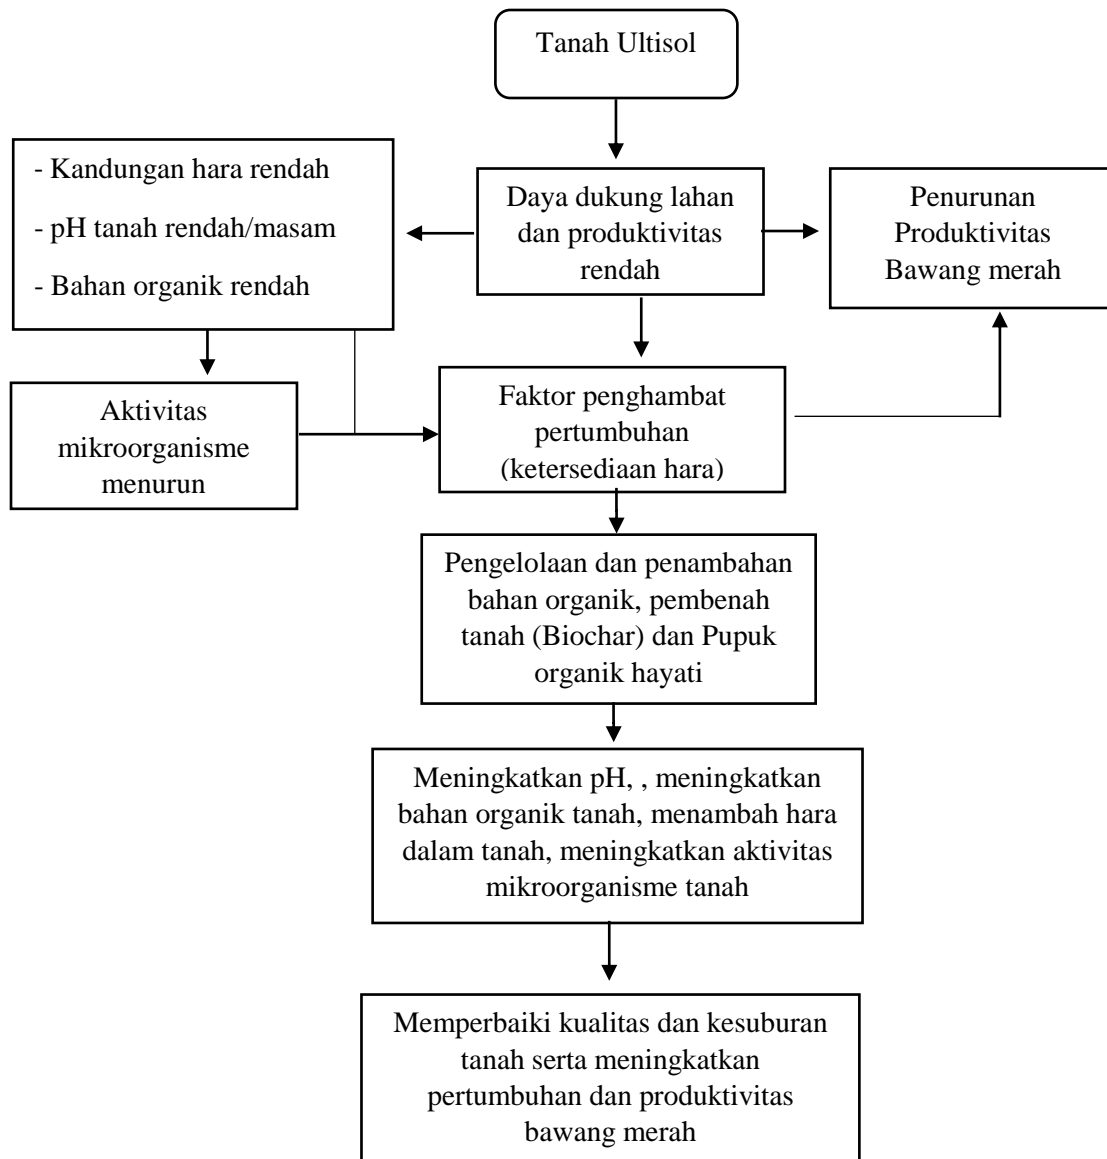 Tanah Ultisol
- Kandungan hara rendah
- pH tanah rendah/masam
- Bahan organik rendah
Daya dukung lahan
dan produktivitas
rendah
Penurunan
Produktivitas
Bawang merah
Aktivitas
mikroorganisme
menurun
Faktor penghambat
pertumbuhan
(ketersediaan hara)
Pengelolaan dan penambahan
bahan organik, pembenah
tanah (Biochar) dan Pupuk
organik hayati
Meningkatkan pH, , meningkatkan
bahan organik tanah, menambah hara
dalam tanah, meningkatkan aktivitas
mikroorganisme tanah
Memperbaiki kualitas dan kesuburan
tanah serta meningkatkan
pertumbuhan dan produktivitas
bawang merah